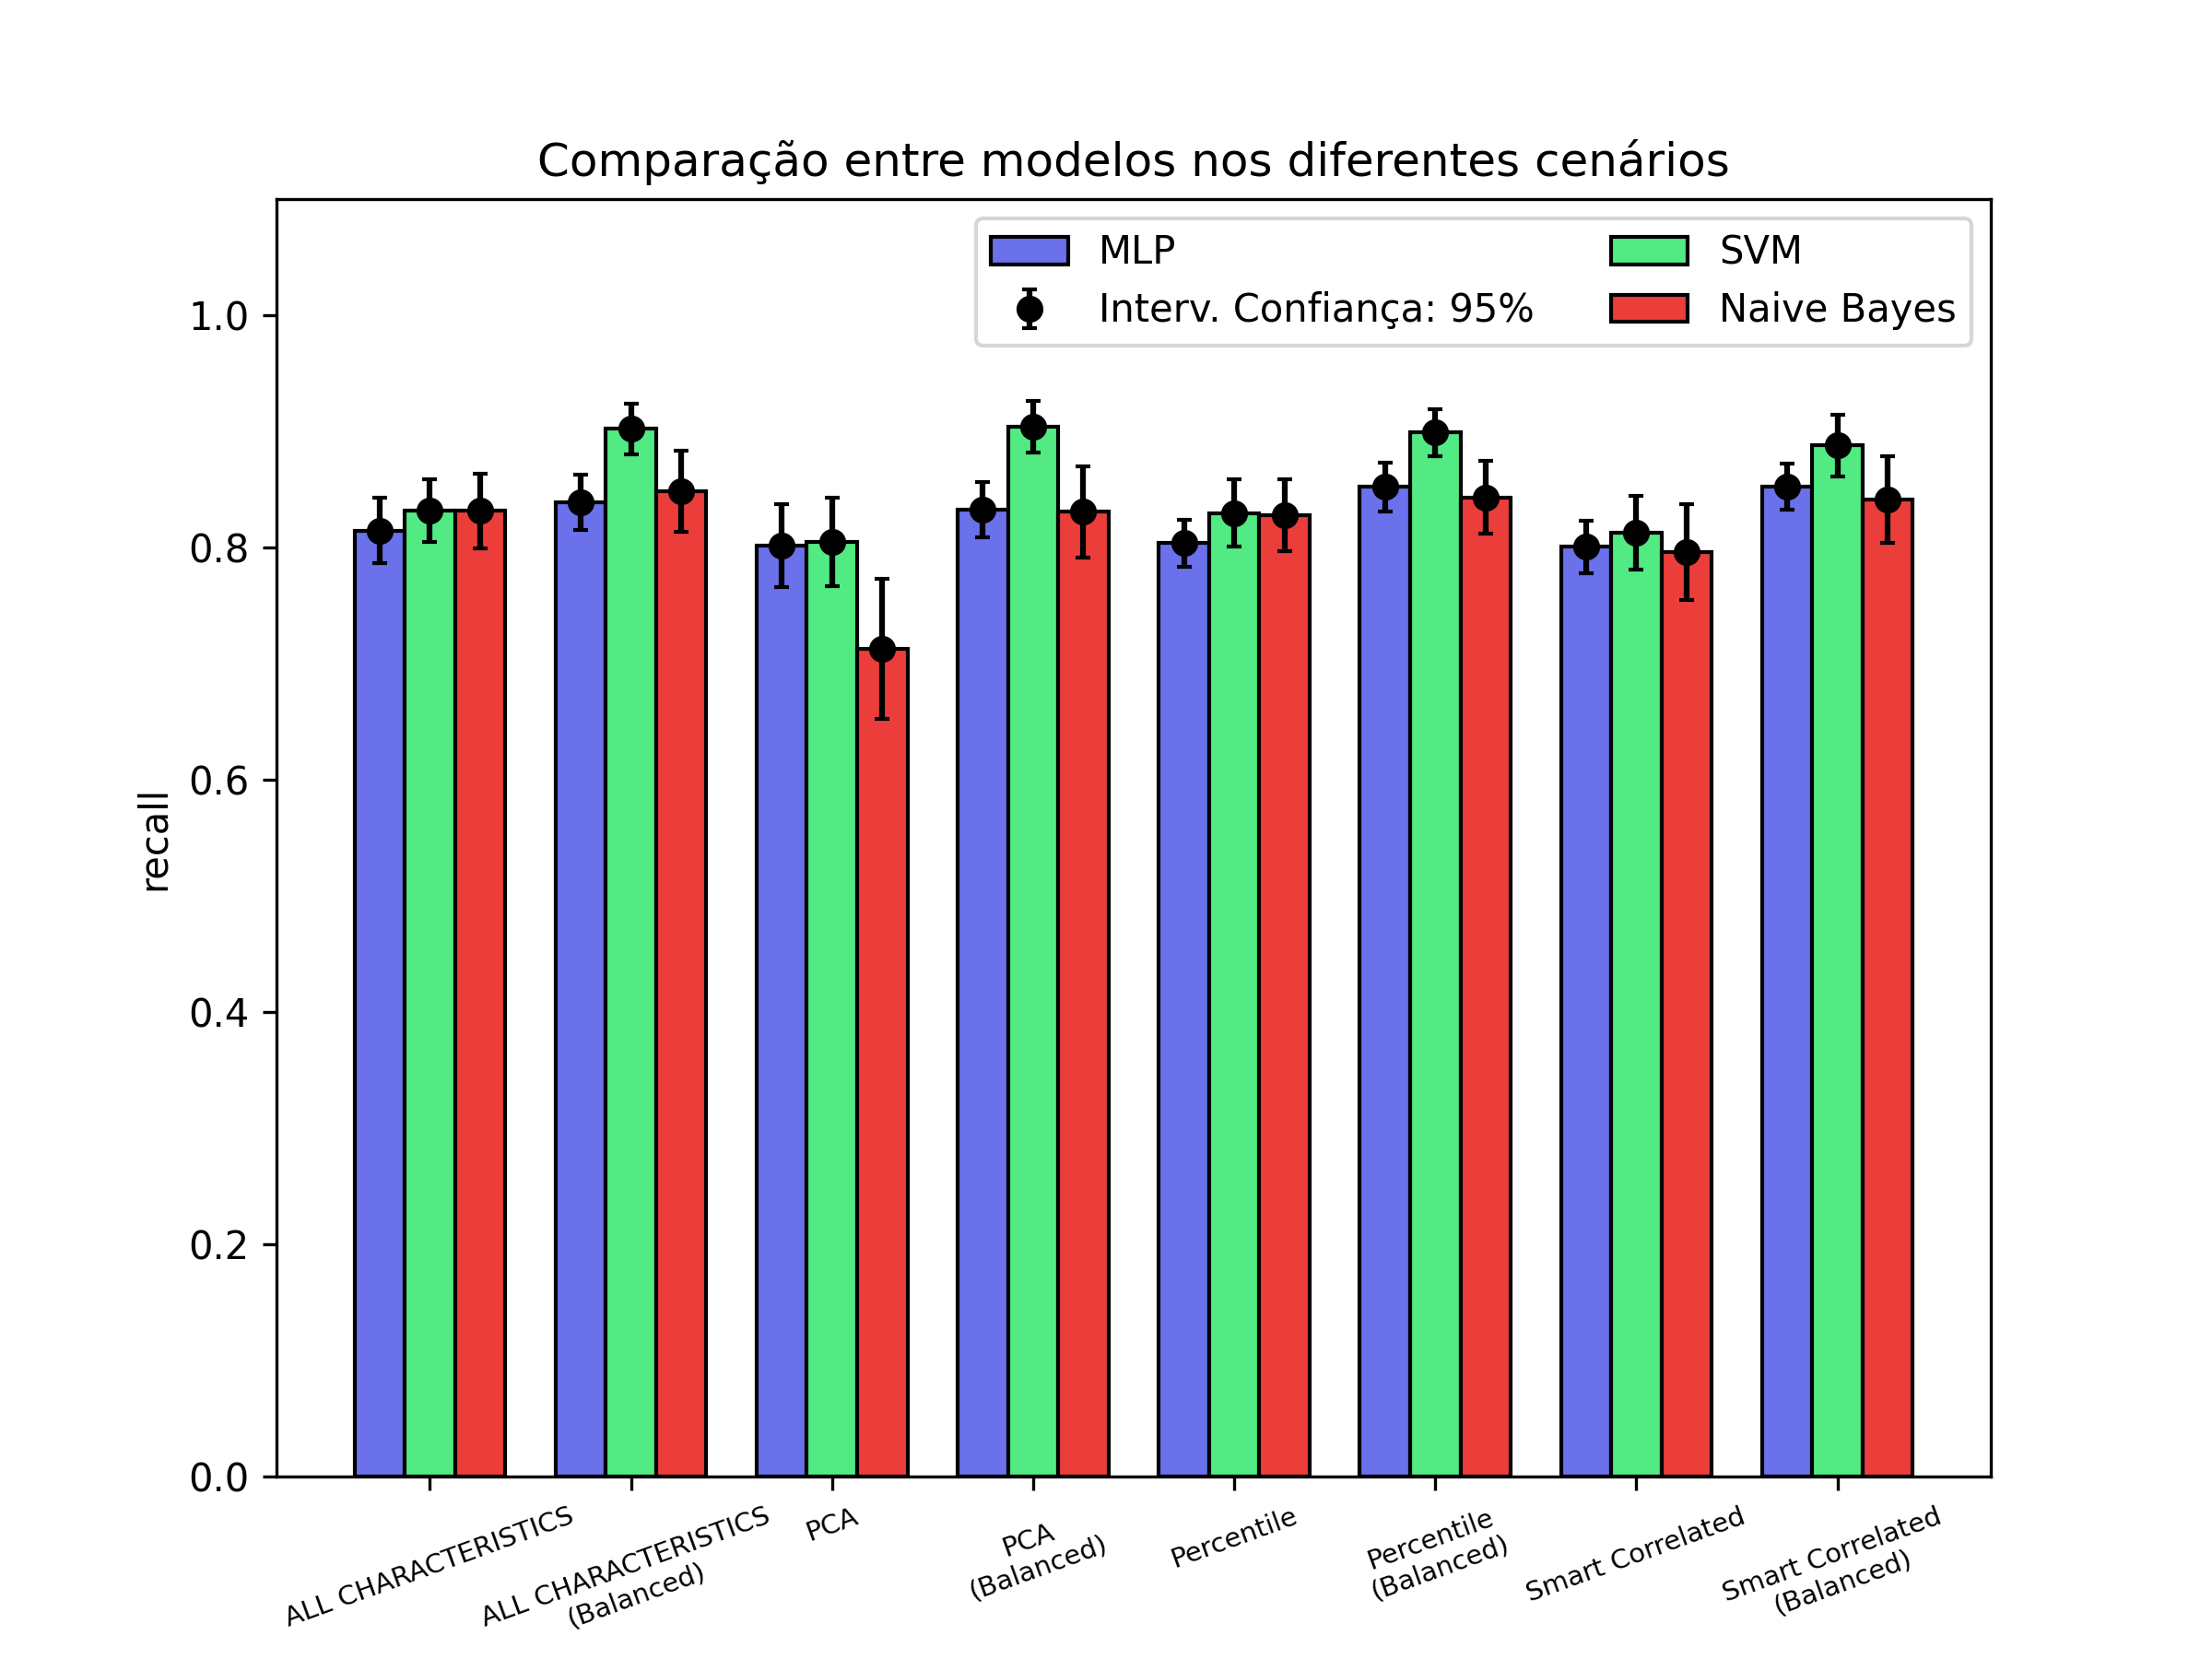 Comparação entre modelos nos diferentes cenários
MLP
Interv. Confiança: 95%
SVM
Naive Bayes
recall
1.0
0.8
0.6
0.4
0.2
0.0
ALL CHARACTERISTICS
ALL CHARACTERISTICS
(Balanced)
PCA
PCA
(Balanced)
Percentile
Percentile
(Balanced)
Smart Correlated
Smart Correlated
(Balanced)